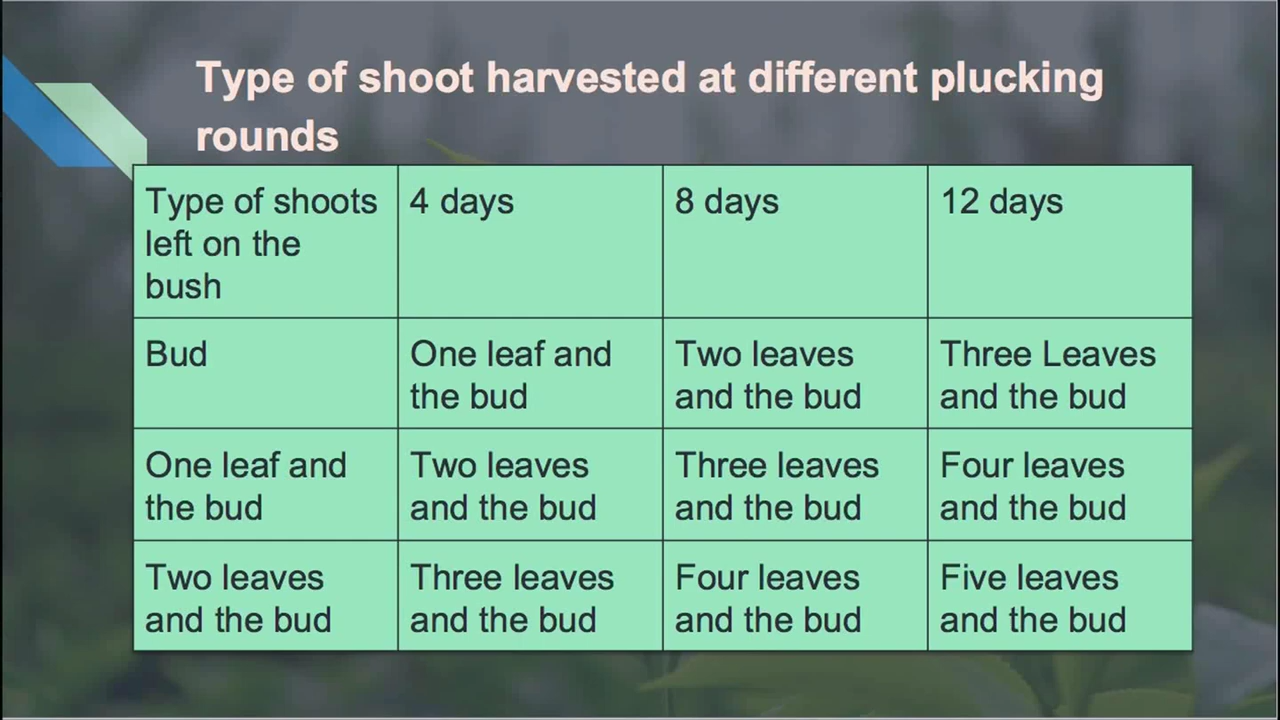 Type of shoot harvested at different plucking
rounds
Type of shoots
left on the
bush
4 days
8 days
12 days
Bud
One leaf and
the bud
Two leaves
and the bud
Three Leaves
and the bud
One leaf and
the bud
Two leaves
and the bud
Three leaves
and the bud
Four leaves
and the bud
Two leaves
and the bud
Three leaves
and the bud
Four leaves
and the bud
Five leaves
and the bud